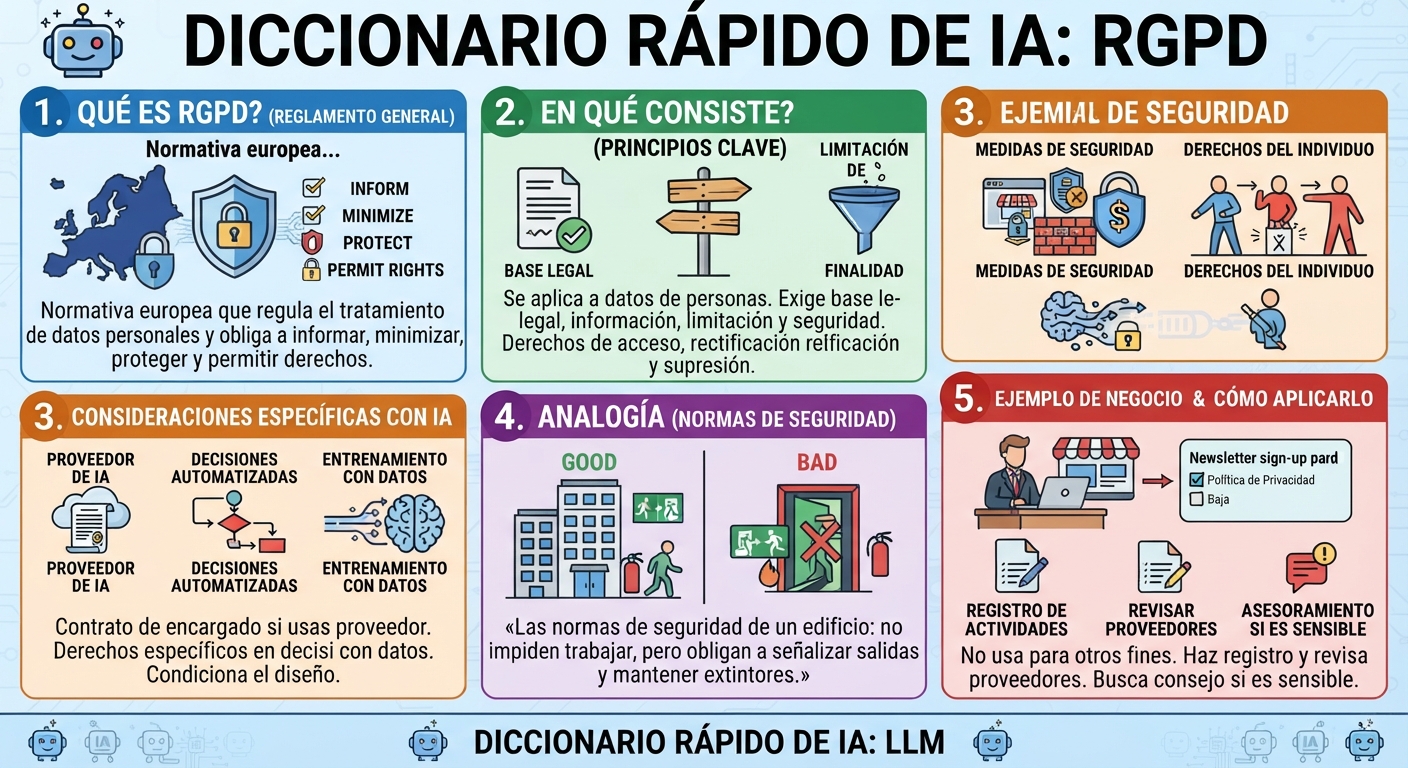 DICCIONARIO RÁPIDO DE IA: RGPD
1. QUÉ ES RGPD? (REGLAMENTO GENERAL)
Normativa europea...
INFORM
MINIMIZE
PROTECT
PERMIT RIGHTS
Normativa europea que regula el tratamiento
de datos personales y obliga a informar, minimizar,
proteger y permitir derechos.
2. EN QUÉ CONSISTE?
(PRINCIPIOS CLAVE)
LIMITACIÓN
DE
BASE LEGAL
FINALIDAD
Se aplica a datos de personas. Exige base le-
legal, información, limitación y seguridad.
Derechos de acceso, rectificación relficación
y supresión.
3. EJEMIAL DE SEGURIDAD
MEDIDAS DE SEGURIDAD
DERECHOS DEL INDIVIDUO
$
X
MEDIDAS DE SEGURIDAD
DERECHOS DEL INDIVIDUO
3. CONSIDERACIONES ESPECÍFICAS CON IA
PROVEEDOR
DE IA
DECISIONES
AUTOMATIZADAS
ENTRENAMIENTO
CON DATOS
PROVEEDOR
DE IA
DECISIONES
AUTOMATIZADAS
ENTRENAMIENTO
CON DATOS
Contrato de encargado si usas proveedor.
Derechos específicos en decisi con datos.
Condiciona el diseño.
4. ANALOGÍA (NORMAS DE SEGURIDAD)
GOOD
BAD
«Las normas de seguridad de un edificio: no
impiden trabajar, pero obligan a señalizar salidas
y mantener extintores.»
5. EJEMPLO DE NEGOCIO & CÓMO APLICARLO
Newsletter sign-up pard
Política de Privacidad
Baja
REGISTRO DE
ACTIVIDADES
REVISAR
PROVEEDORES
ASESORAMIENTO
SI ES SENSIBLE
No usa para otros fines. Haz registro y revisa
proveedores. Busca consejo si es sensible.
IA
DICCIONARIO RÁPIDO DE IA: LLM
IA